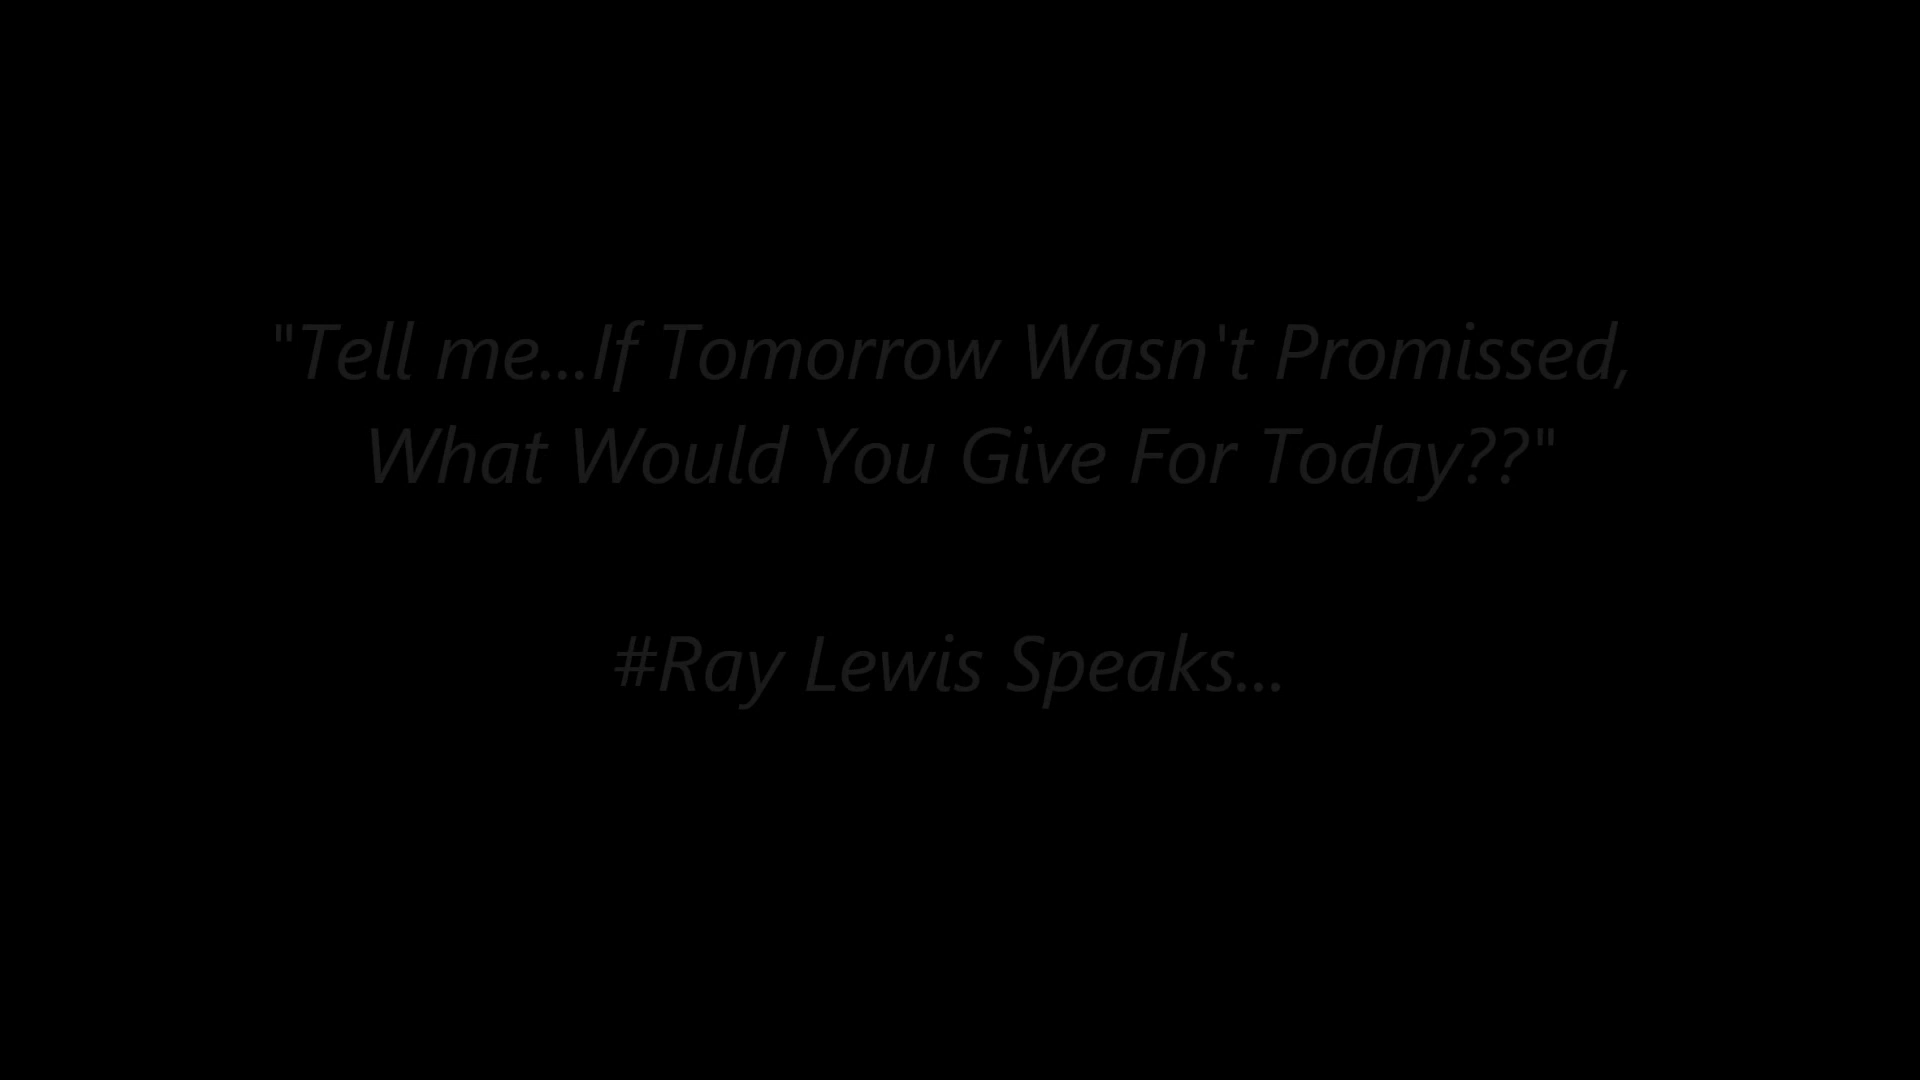 "Tell me...If Tomorrow Wasn't Promissed,
What Would You Give For Today??"
#Ray Lewis Speaks...